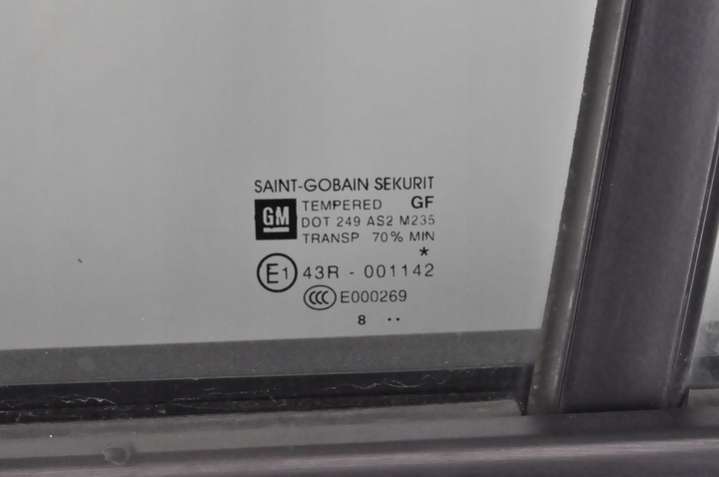 SAINT-GOBAIN SEKURIT
GM TEMPERED GF
DOT 249 AS2 M235
TRANSP 70% MIN
*
E1 43R - 001142
CCC E000269
8 ..